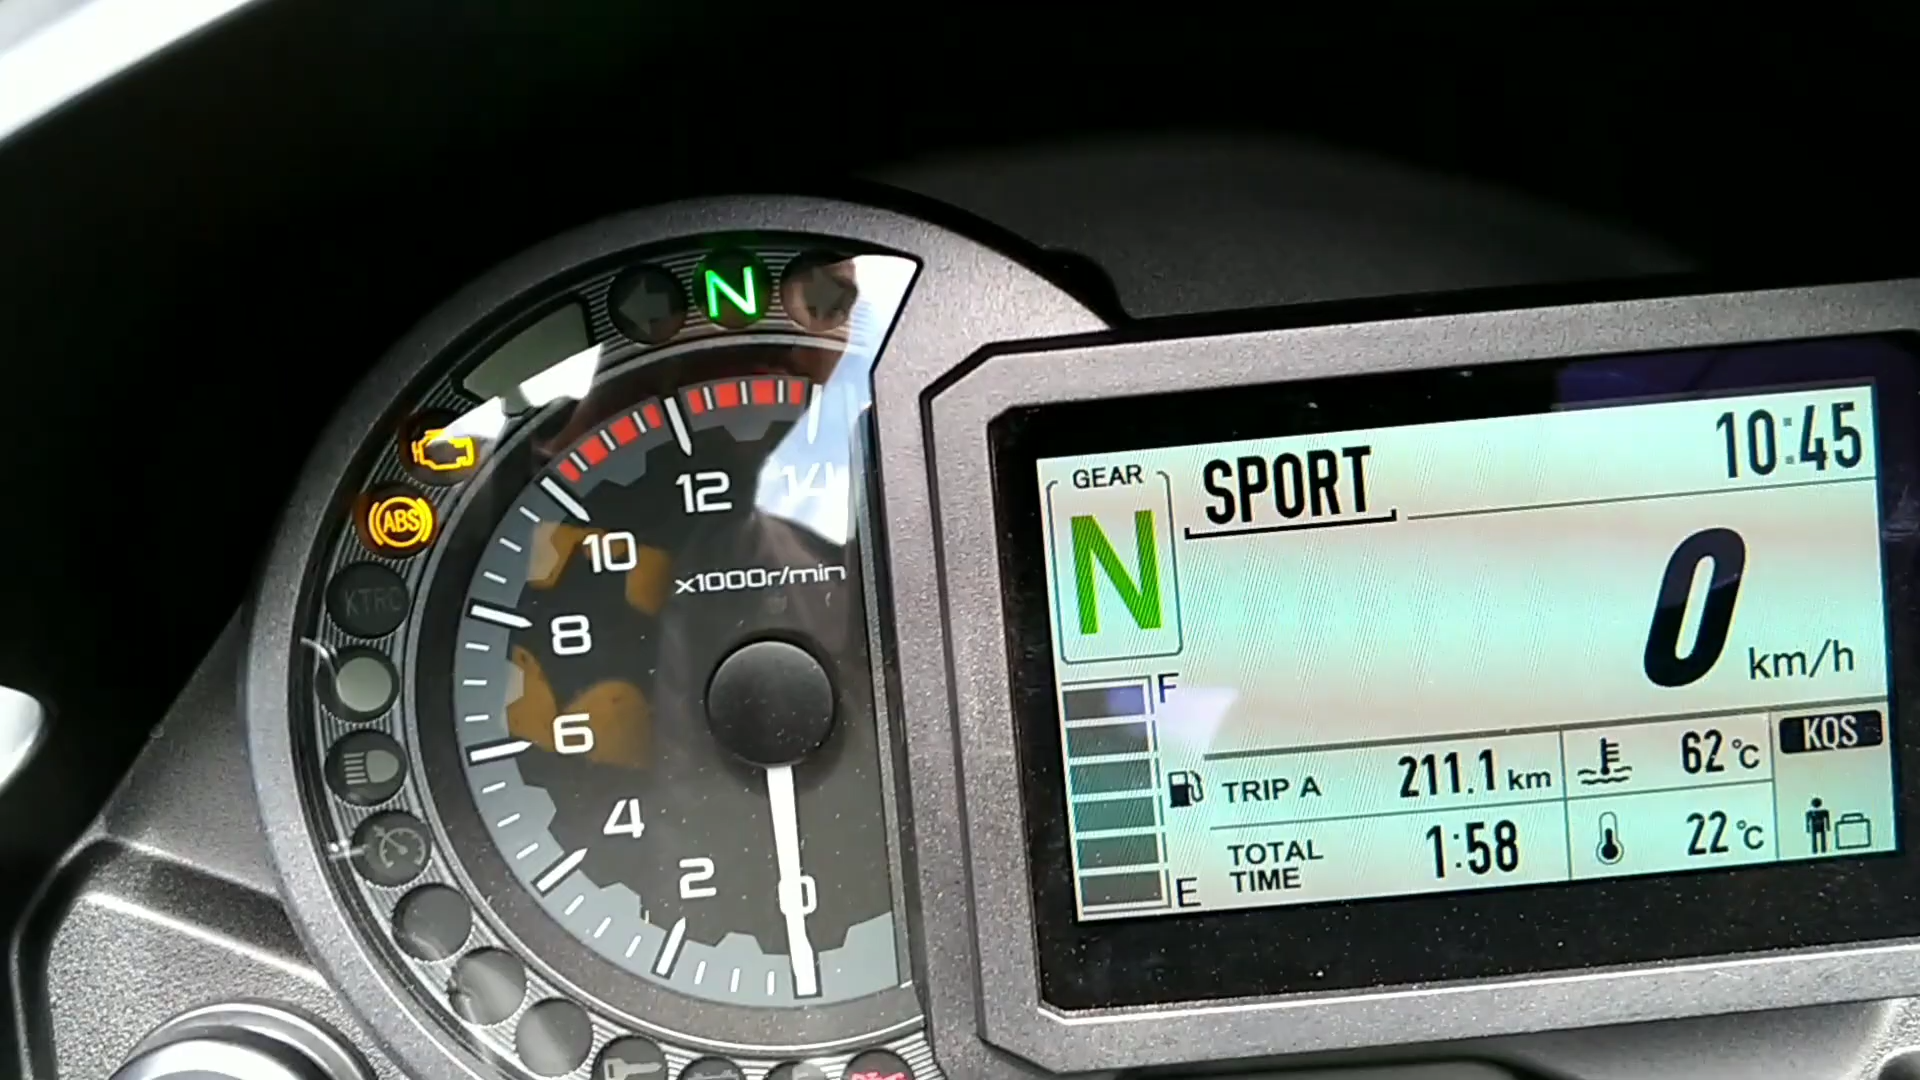 N
ABS
KTRC
14
12
10
x1000r/min
8
6
4
2
0
GEAR
N
SPORT
10:45
0
km/h
F
E
TRIP A 211.1 km
TOTAL TIME 1:58
62 °C
22 °C
KQS